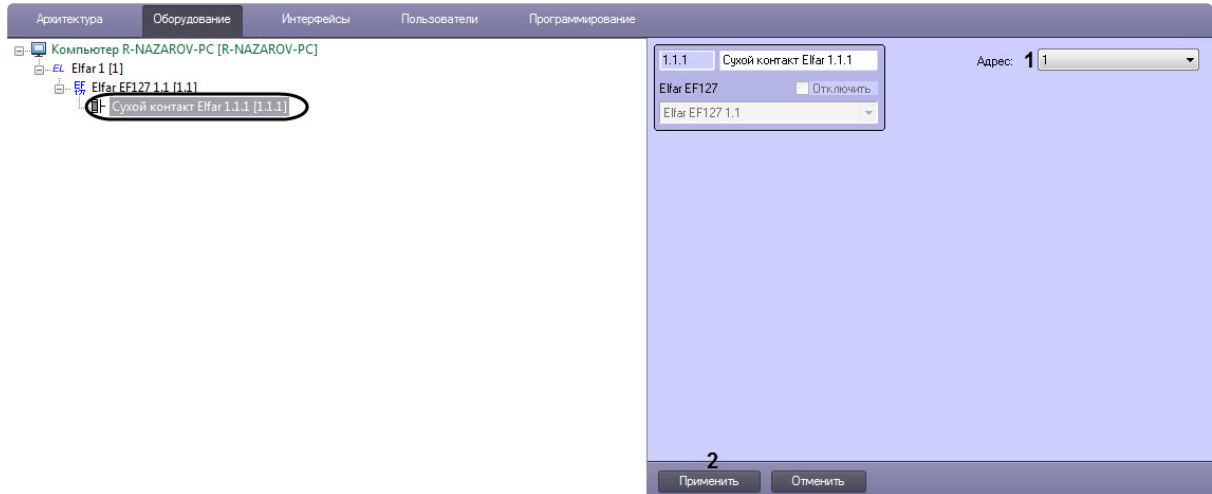 Архитектура Оборудование Интерфейсы Пользователи Программирование
Компьютер R-NAZAROV-PC [R-NAZAROV-PC]
EL Elfar 1 [1]
EF Elfar EF127 1.1 [1.1]
Сухой контакт Elfar 1.1.1 [1.1.1]
1.1.1 Сухой контакт Elfar 1.1.1
Elfar EF127 Отключить
Elfar EF127 1.1
Адрес: 1 1
2
Применить Отменить